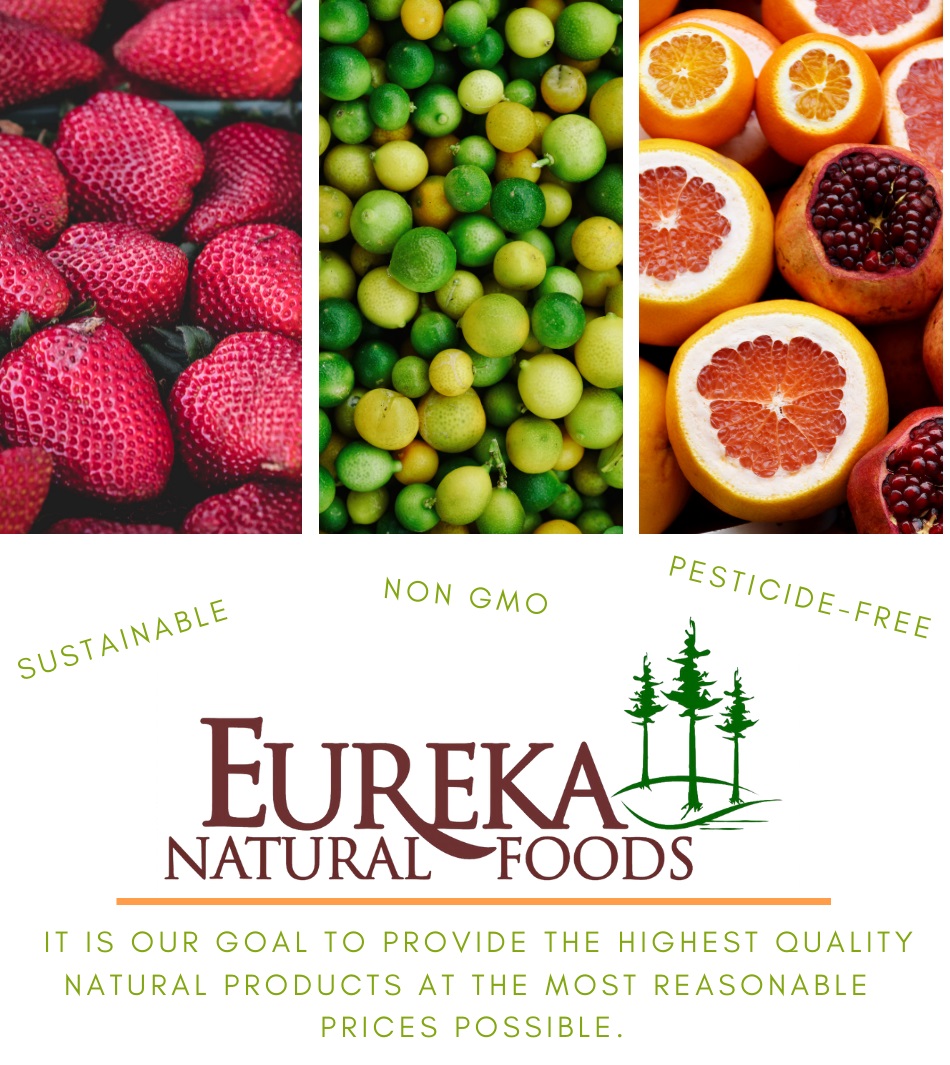 SUSTAINABLE
NON GMO
PESTICIDE-FREE
EUREKA
NATURAL FOODS
IT IS OUR GOAL TO PROVIDE THE HIGHEST QUALITY
NATURAL PRODUCTS AT THE MOST REASONABLE
PRICES POSSIBLE.